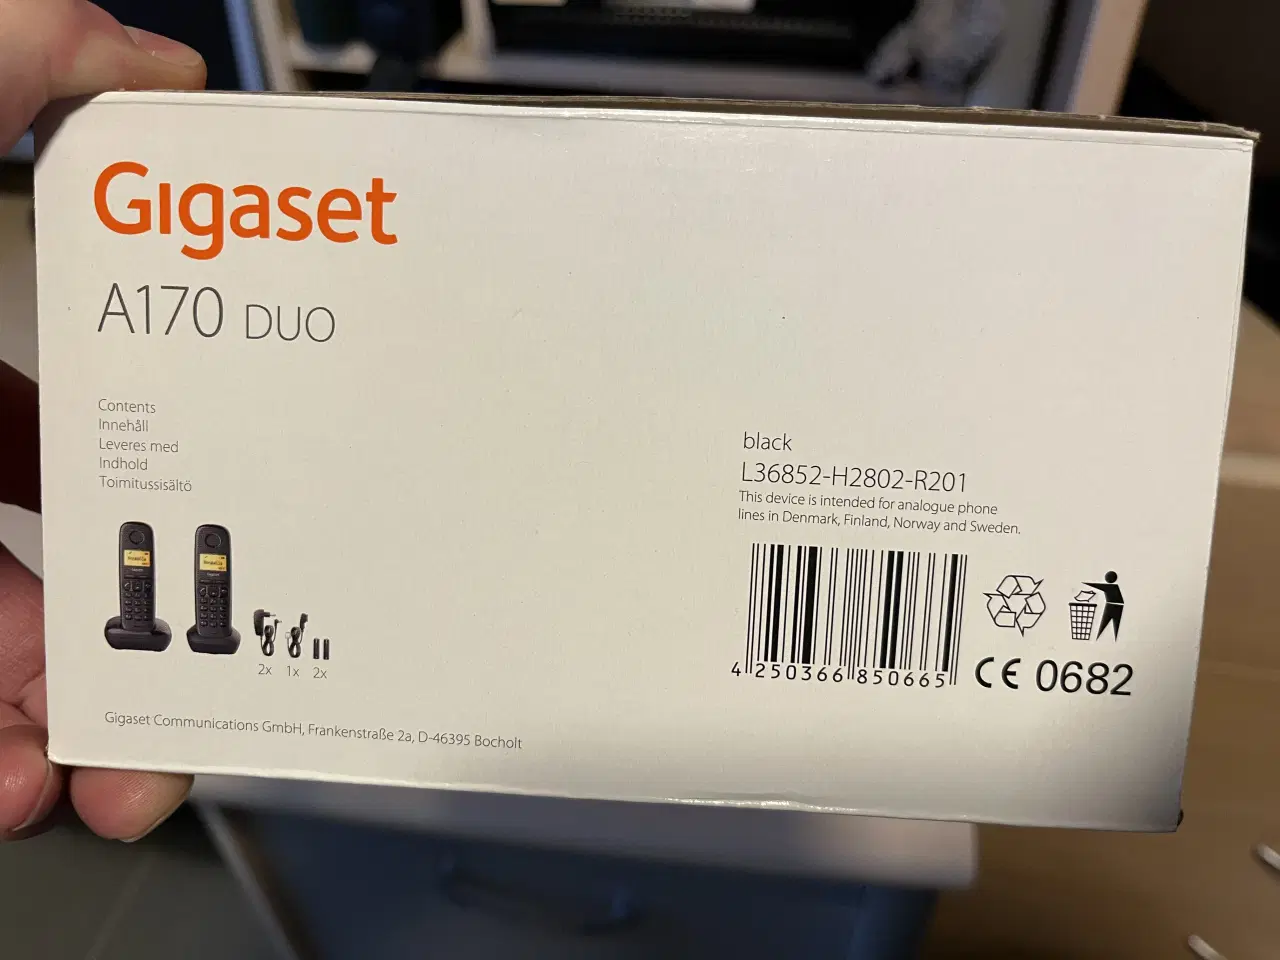 Gigaset
A170 DUO
Contents
Innehåll
Leveres med
Indhold
Toimitussisältö
2x 1x 2x
Gigaset Communications GmbH, Frankenstraße 2a, D-46395 Bocholt
black
L36852-H2802-R201
This device is intended for analogue phone
lines in Denmark, Finland, Norway and Sweden.
4 250366 850665
CE 0682